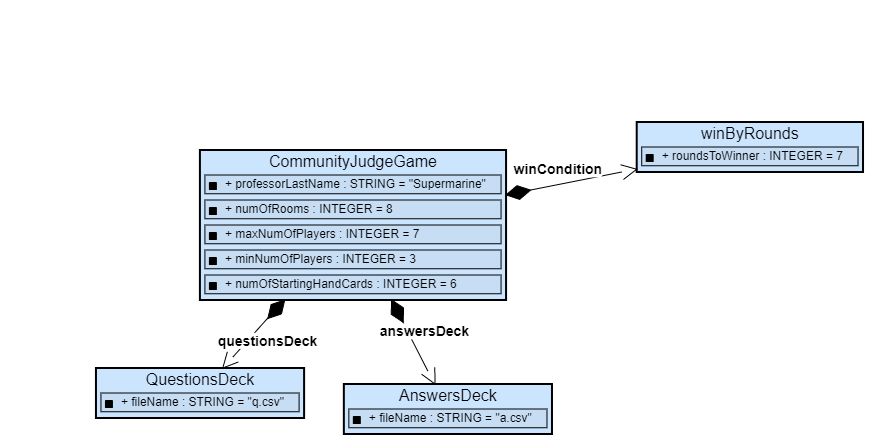 winByRounds
+ roundsToWinner : INTEGER = 7
CommunityJudgeGame
winCondition
+ professorLastName : STRING = "Supermarine"
+ numOfRooms : INTEGER = 8
+ maxNumOfPlayers : INTEGER = 7
+ minNumOfPlayers : INTEGER = 3
+ numOfStartingHandCards : INTEGER = 6
answersDeck
questionsDeck
QuestionsDeck
+ fileName : STRING = "q.csv"
AnswersDeck
+ fileName : STRING = "a.csv"